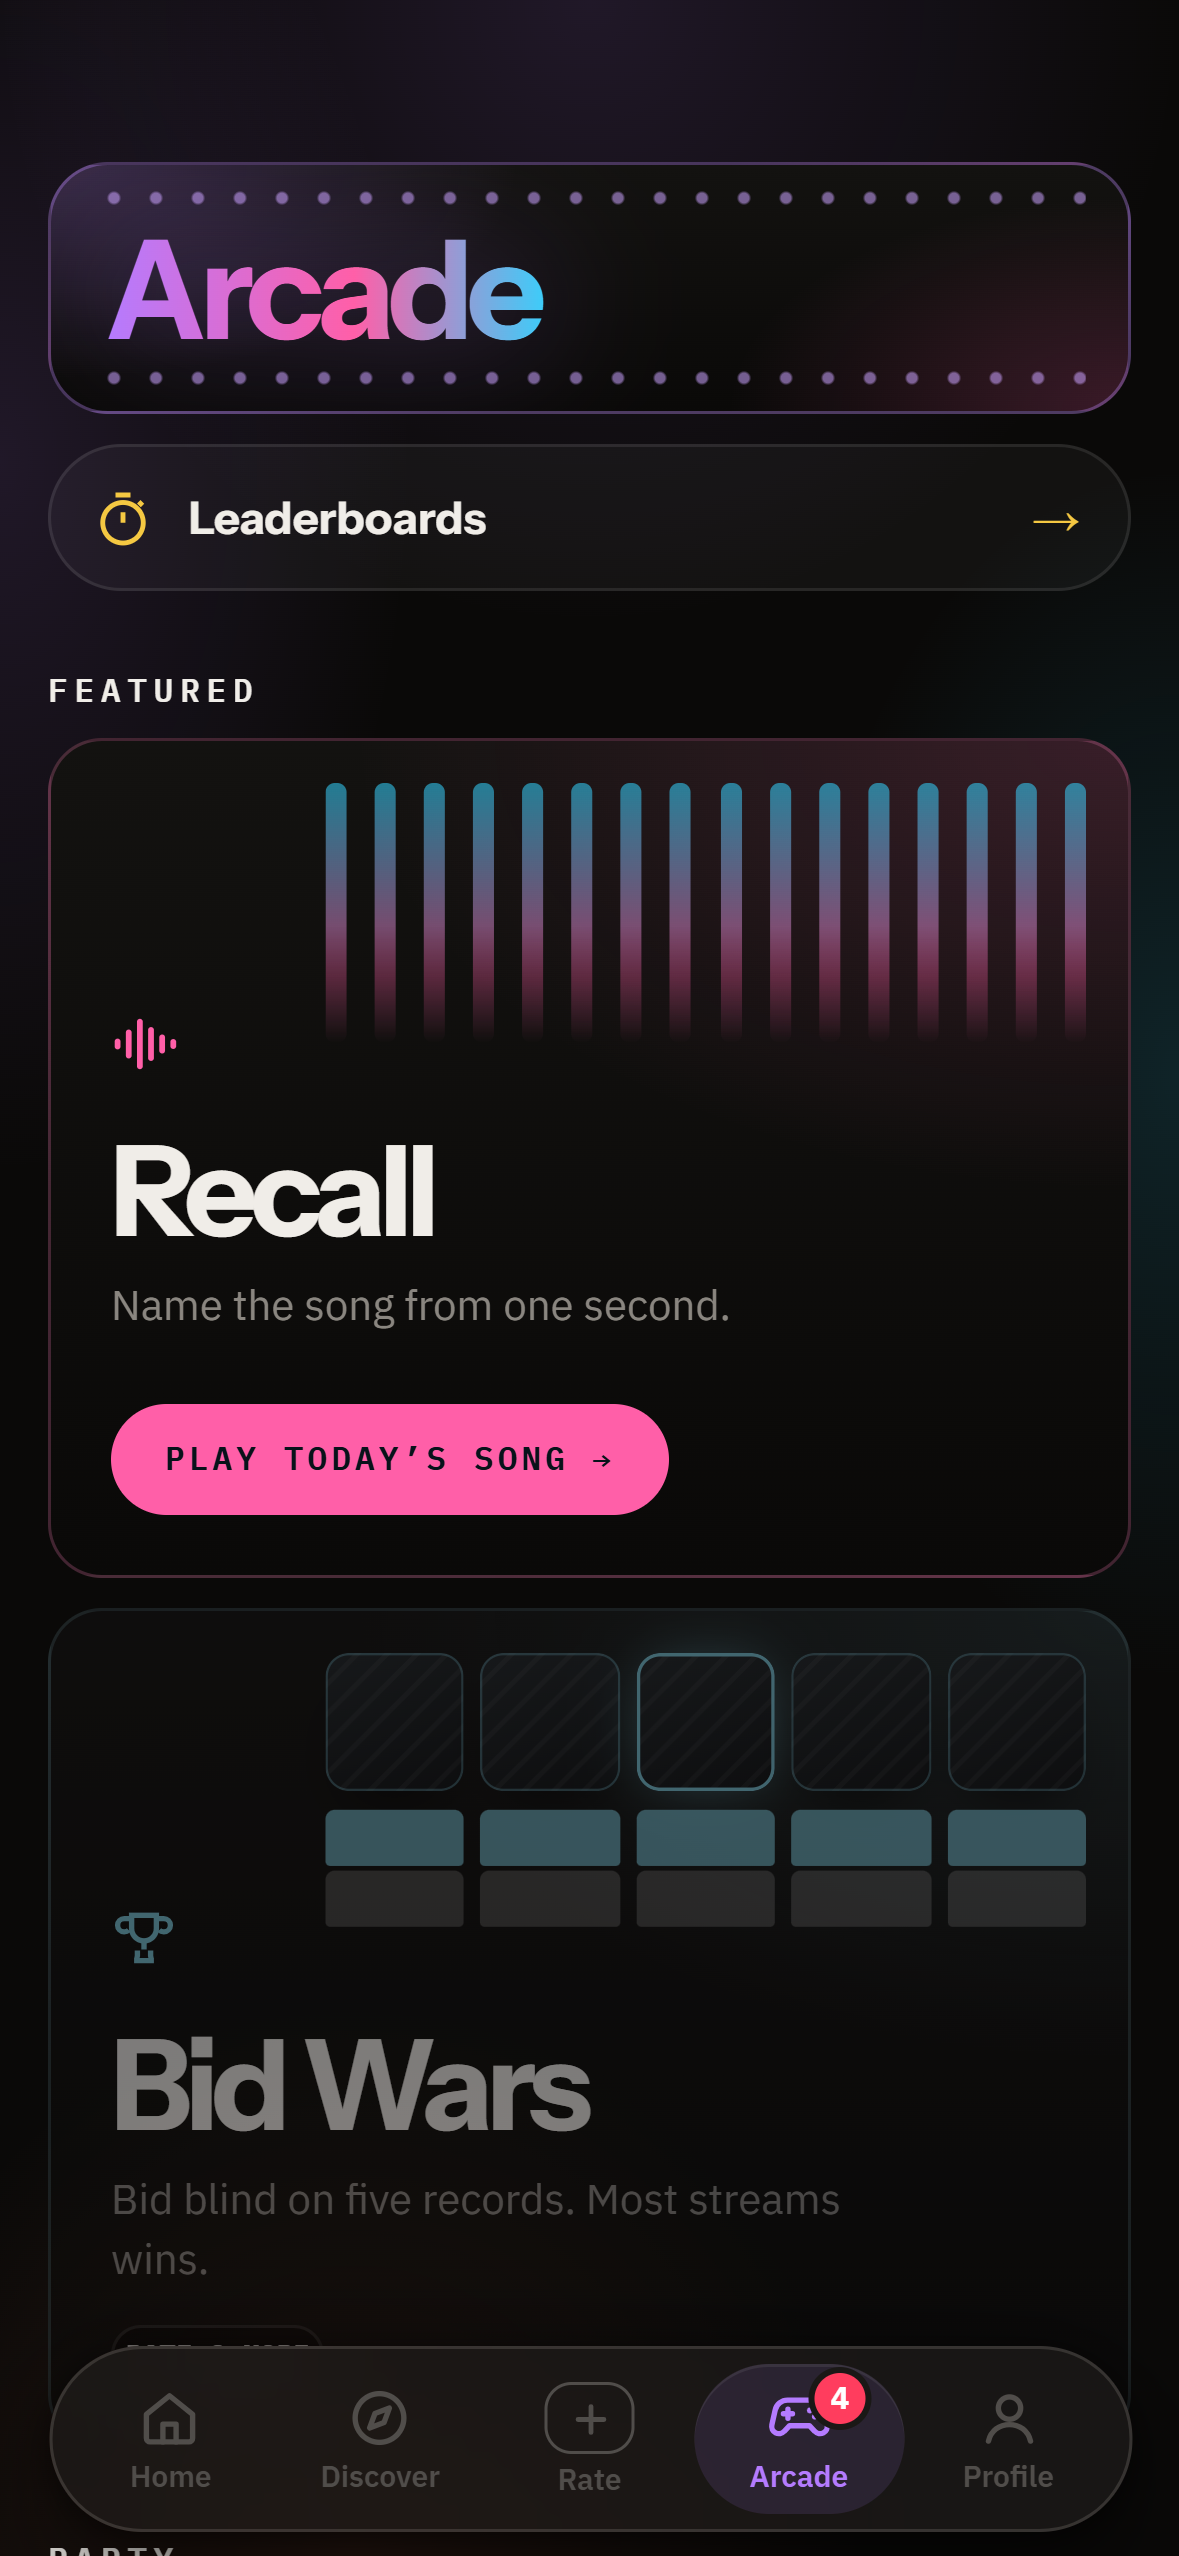 Arcade
Leaderboards →
FEATURED
Recall
Name the song from one second.
PLAY TODAY’S SONG →
Bid Wars
Bid blind on five records. Most streams
wins.
4
Home Discover Rate Arcade Profile
PARTY